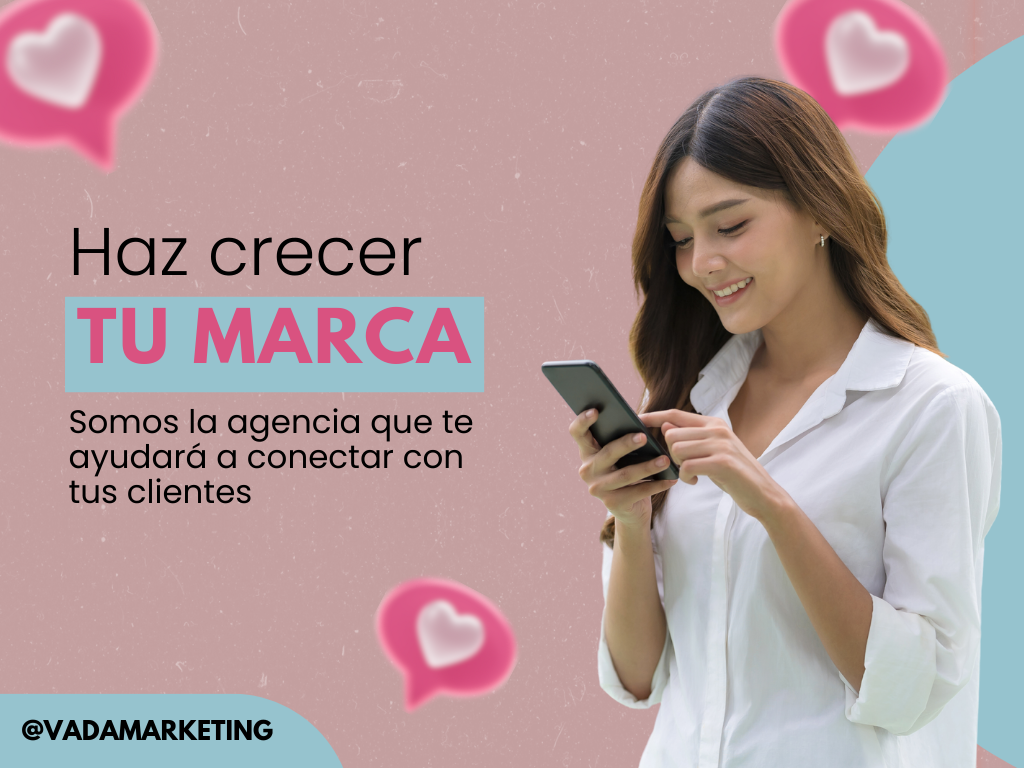 Haz crecer
TU MARCA
Somos la agencia que te
ayudará a conectar con
tus clientes
@VADAMARKETING